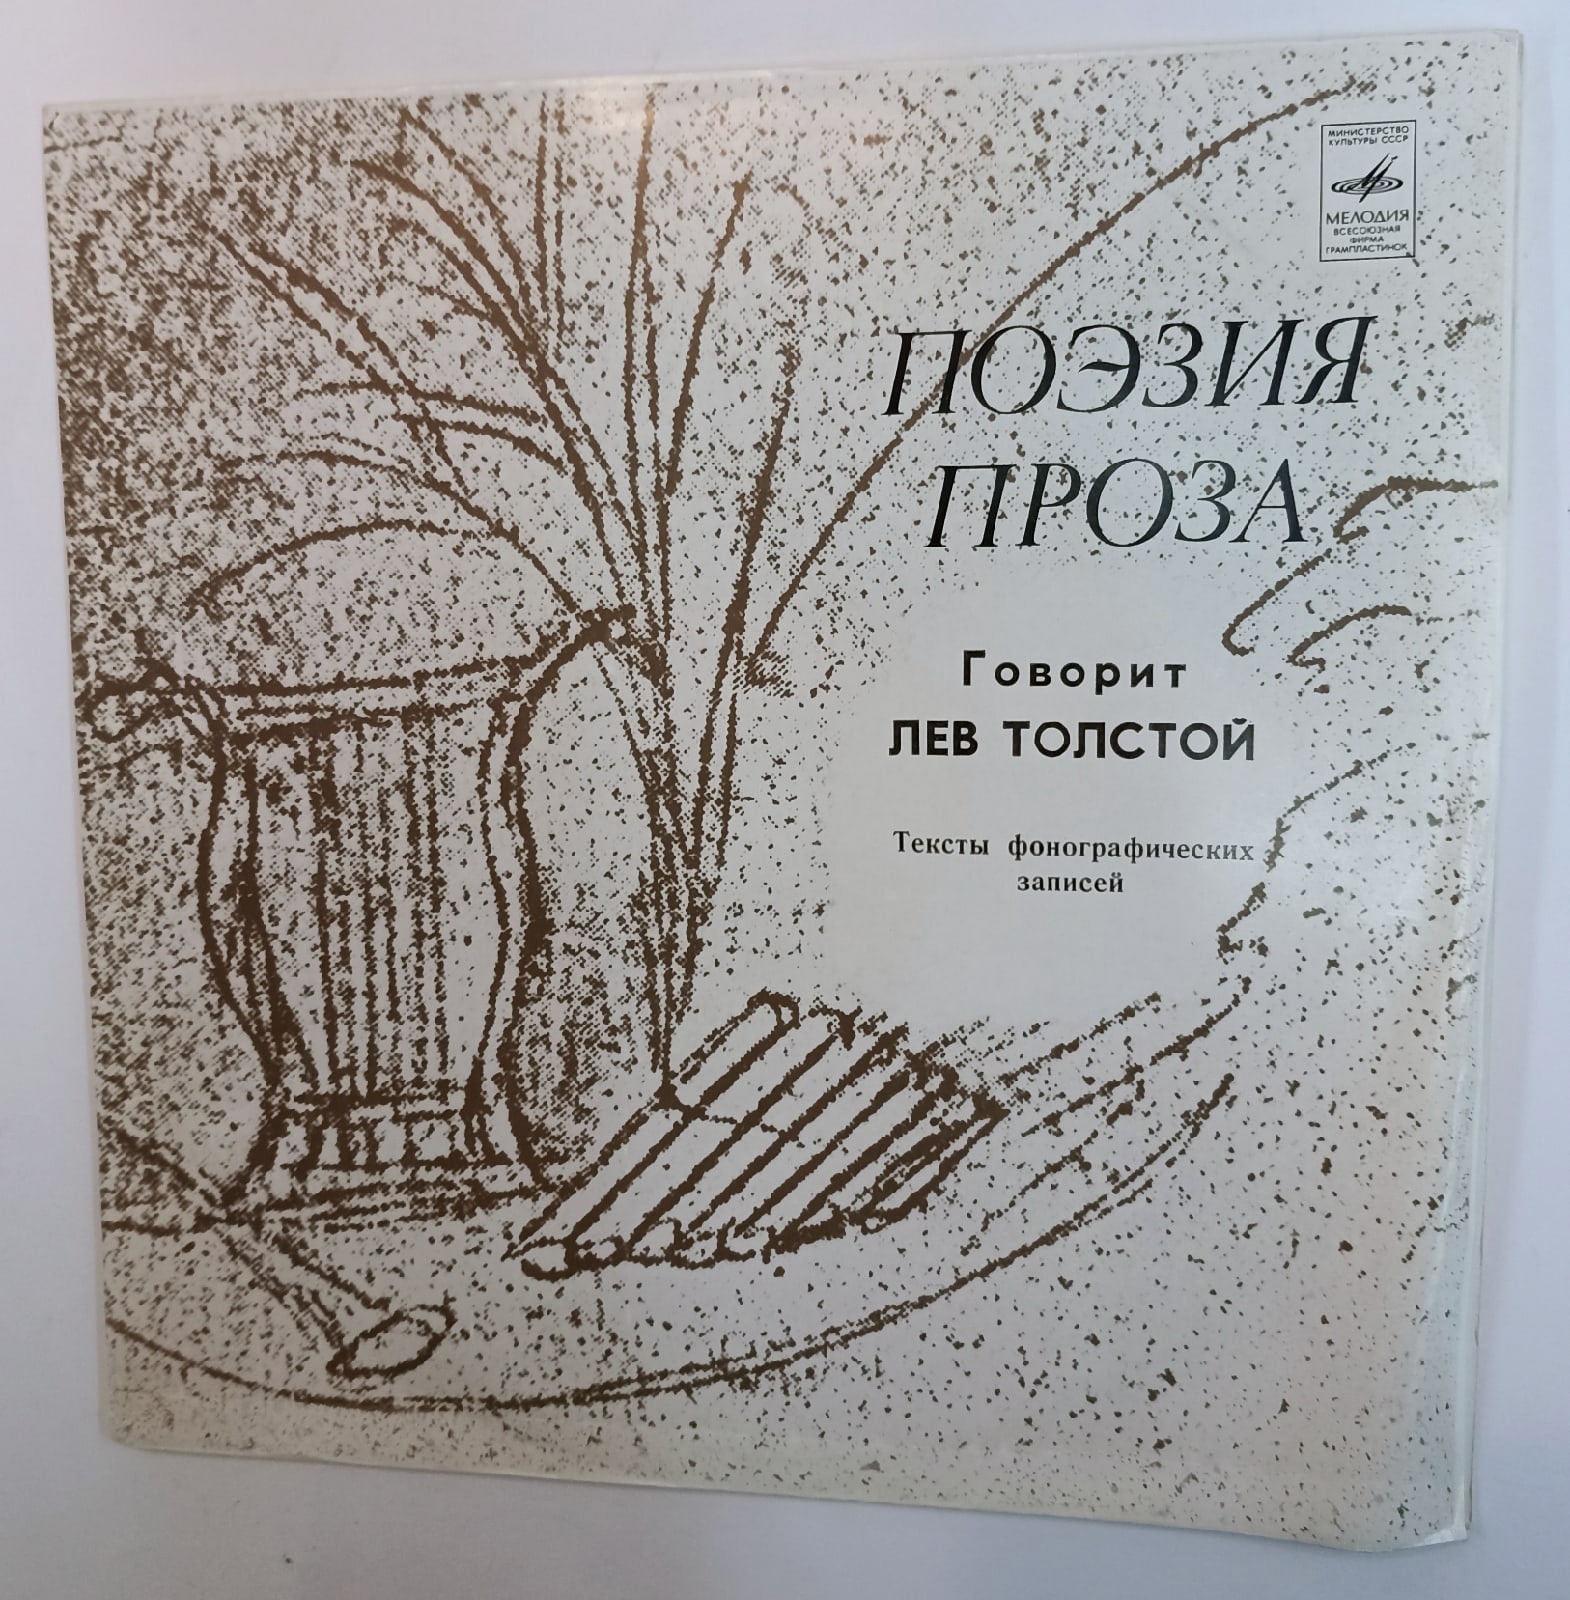 МИНИСТЕРСТВО
КУЛЬТУРЫ СССР
МЕЛОДИЯ
ВСЕСОЮЗНАЯ
ФИРМА
ГРАМПЛАСТИНОК
ПОЭЗИЯ
ПРОЗА
Говорит
ЛЕВ ТОЛСТОЙ
Тексты фонографических
записей